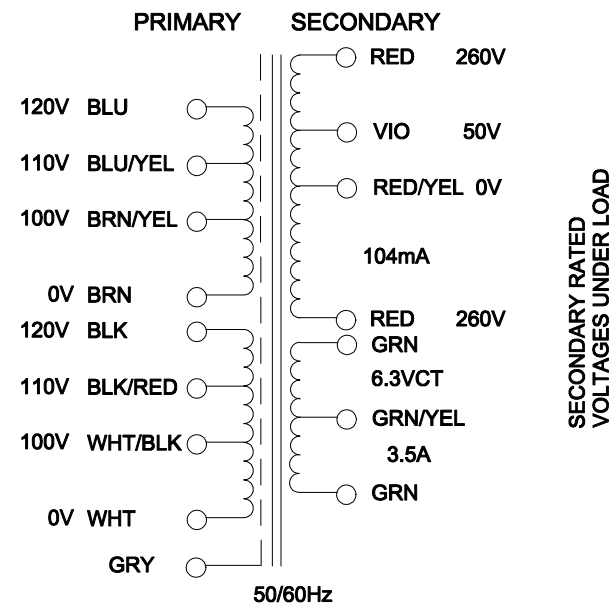 PRIMARY SECONDARY
RED 260V
120V BLU
VIO 50V
110V BLU/YEL
RED/YEL 0V
100V BRN/YEL
104mA
0V BRN
RED 260V
120V BLK
GRN
6.3VCT
110V BLK/RED
GRN/YEL
100V WHT/BLK
3.5A
GRN
0V WHT
GRY
50/60Hz
SECONDARY RATED
VOLTAGES UNDER LOAD